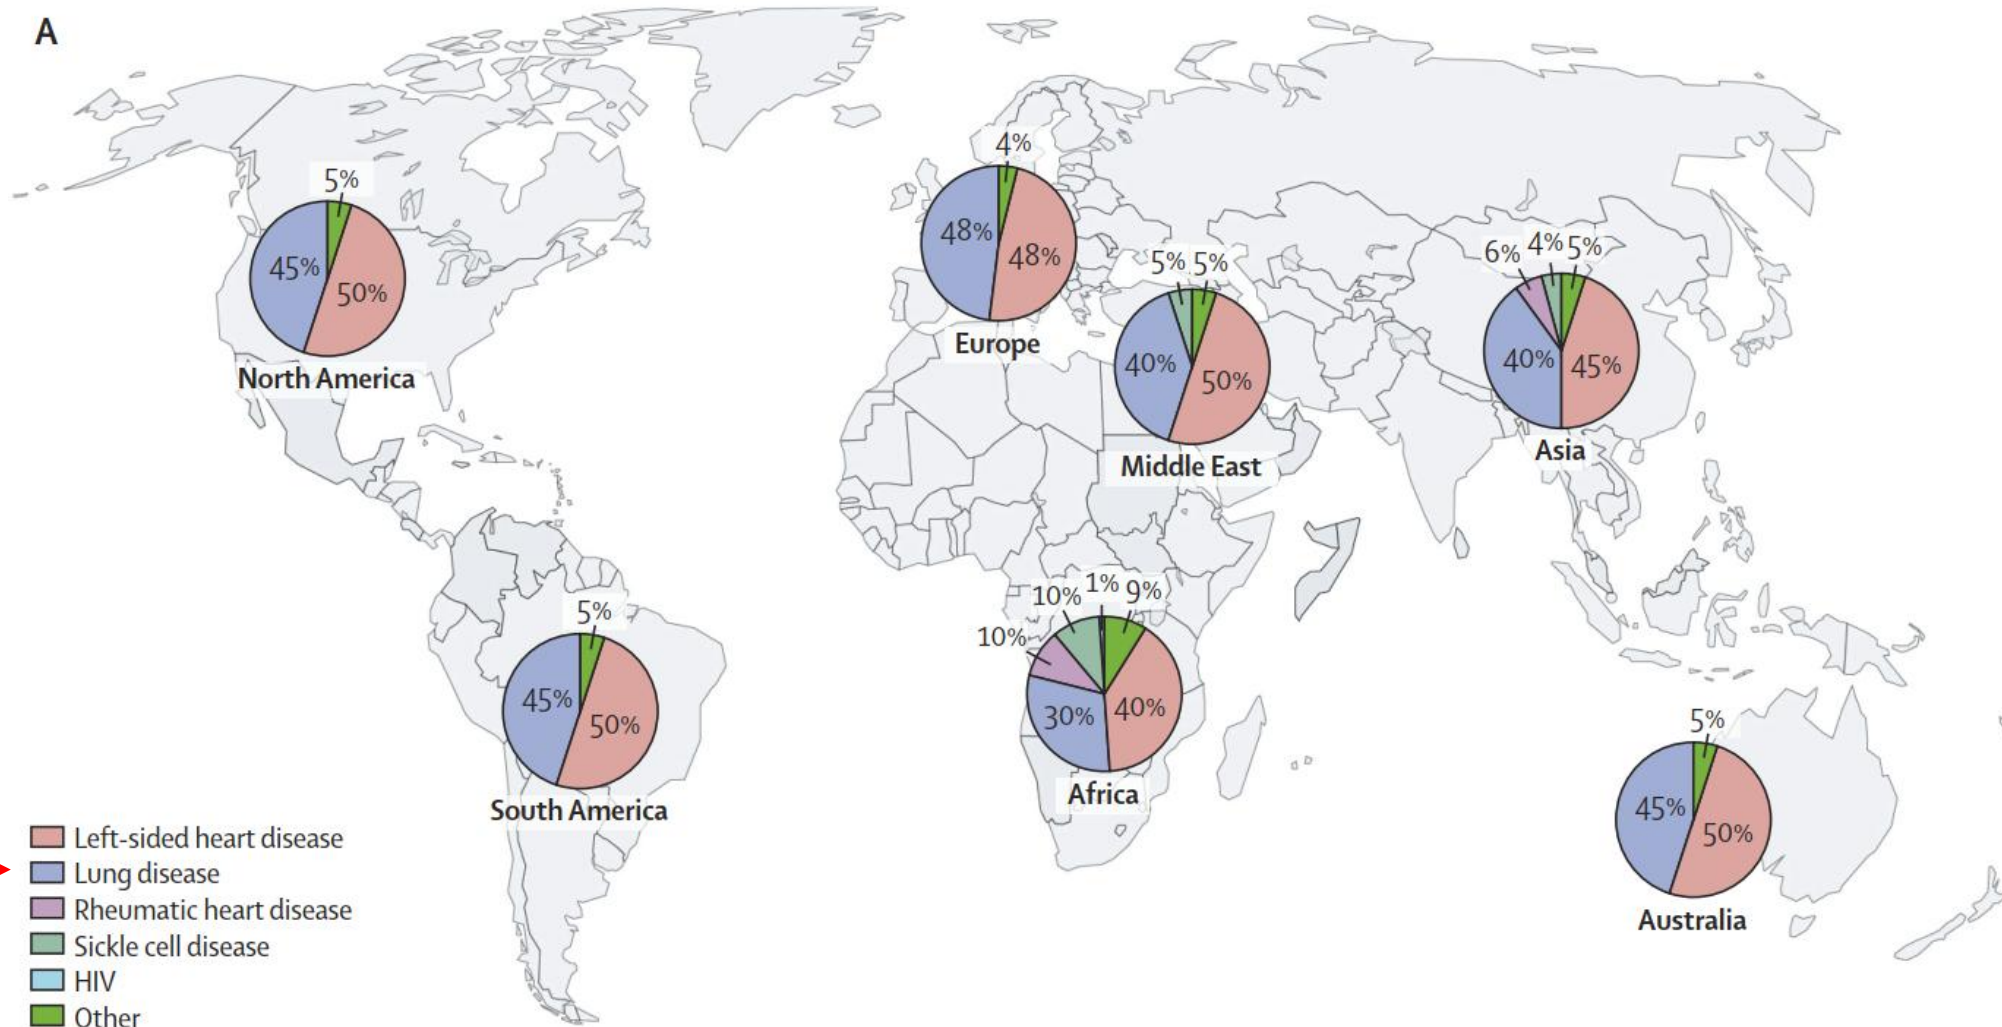 A
5%
45%
50%
North America
4%
48%
48%
Europe
5% 5%
40%
50%
Middle East
6% 4% 5%
40%
45%
Asia
5%
45%
50%
South America
10% 10% 1% 9%
30%
40%
Africa
5%
45%
50%
Australia
Left-sided heart disease
Lung disease
Rheumatic heart disease
Sickle cell disease
HIV
Other